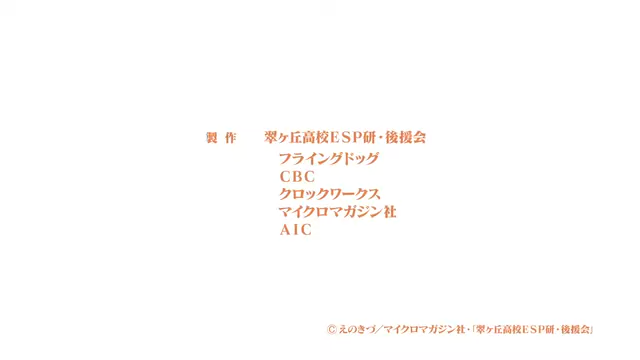 製作 翠ヶ丘高校ESP研・後援会
フライングドッグ
CBC
クロックワークス
マイクロマガジン社
AIC
©えのきづ／マイクロマガジン社・「翠ヶ丘高校ESP研・後援会」